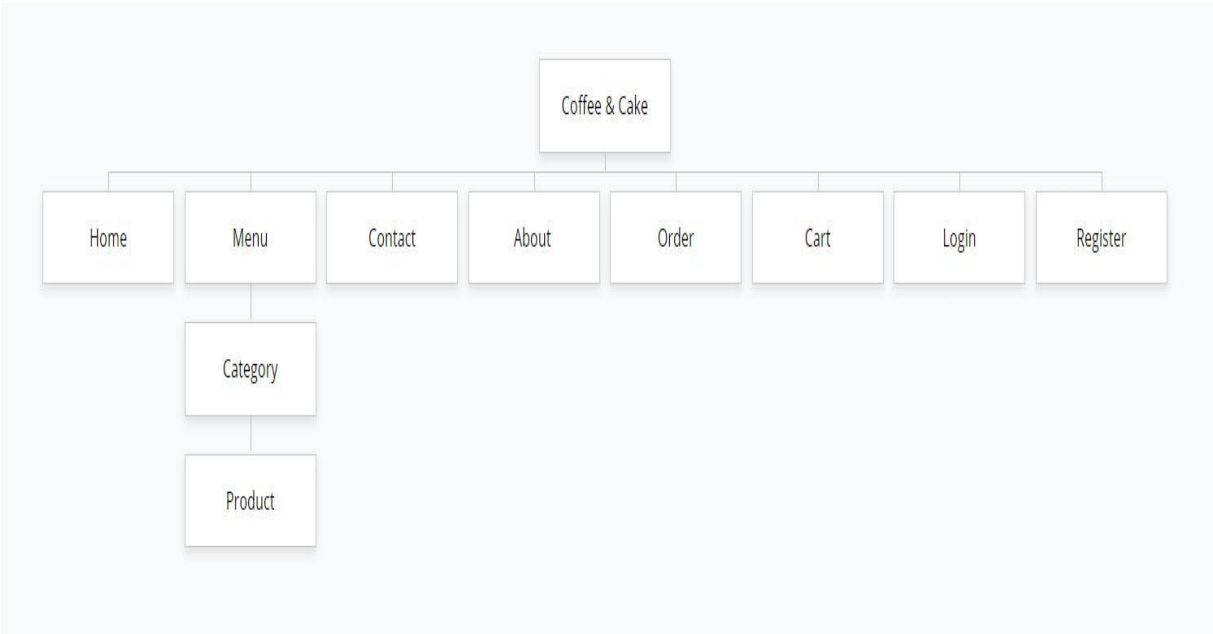 Coffee & Cake
Home
Menu
Contact
About
Order
Cart
Login
Register
Category
Product